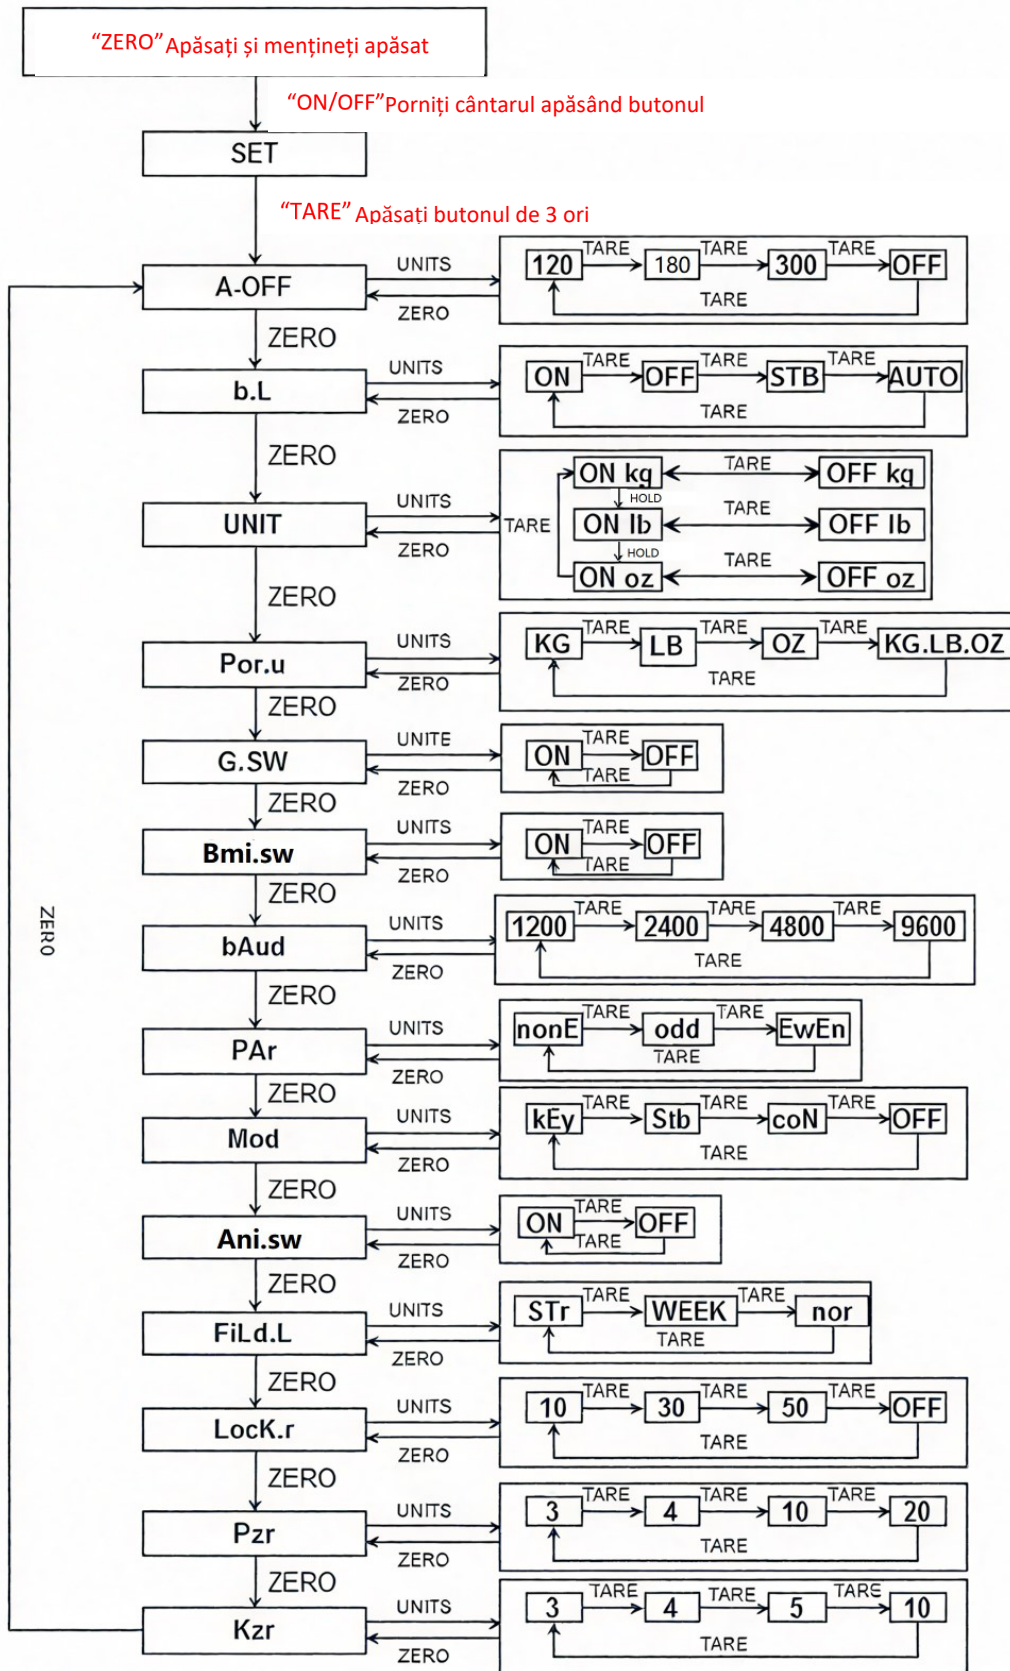 “ZERO” Apăsați și mențineți apăsat
“ON/OFF” Porniți cântarul apăsând butonul
SET
“TARE” Apăsați butonul de 3 ori
A-OFF
UNITS
ZERO
120 TARE 180 TARE 300 TARE OFF
TARE
ZERO
b.L
UNITS
ZERO
ON TARE OFF TARE STB TARE AUTO
TARE
ZERO
UNIT
UNITS
ZERO
TARE
ON kg TARE OFF kg
HOLD
ON lb TARE OFF lb
HOLD
ON oz TARE OFF oz
ZERO
Por.u
UNITS
ZERO
KG TARE LB TARE OZ TARE KG.LB.OZ
TARE
ZERO
G.SW
UNITE
ZERO
ON TARE OFF
TARE
ZERO
Bmi.sw
UNITS
ZERO
ON TARE OFF
TARE
ZERO
bAud
UNITS
ZERO
1200 TARE 2400 TARE 4800 TARE 9600
TARE
ZERO
PAr
UNITS
ZERO
nonE TARE odd TARE EwEn
TARE
ZERO
Mod
UNITS
ZERO
kEy TARE Stb TARE coN TARE OFF
TARE
ZERO
Ani.sw
UNITS
ZERO
ON TARE OFF
TARE
ZERO
FiLd.L
UNITS
ZERO
STr TARE WEEK TARE nor
TARE
ZERO
LocK.r
UNITS
ZERO
10 TARE 30 TARE 50 TARE OFF
TARE
ZERO
Pzr
UNITS
ZERO
3 TARE 4 TARE 10 TARE 20
TARE
ZERO
Kzr
UNITS
ZERO
3 TARE 4 TARE 5 TARE 10
TARE
ZERO